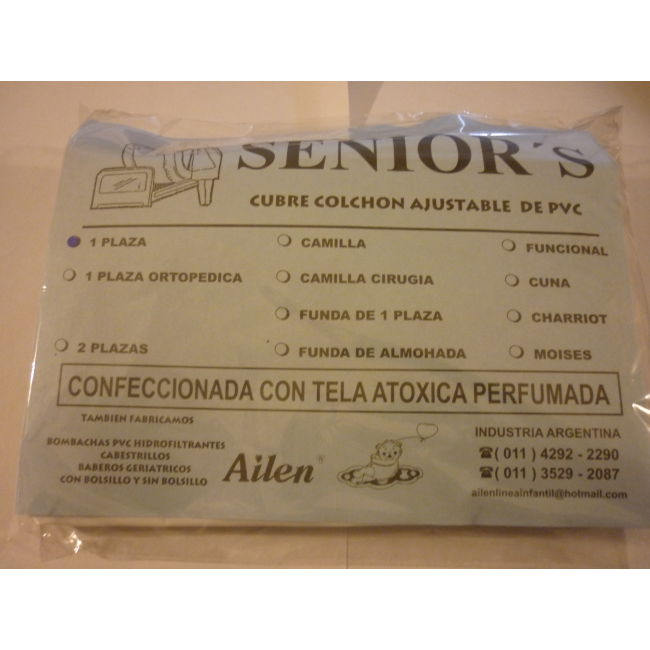 SENIOR´S
CUBRE COLCHON AJUSTABLE DE PVC
1 PLAZA
CAMILLA
FUNCIONAL
1 PLAZA ORTOPEDICA
CAMILLA CIRUGIA
CUNA
FUNDA DE 1 PLAZA
CHARRIOT
2 PLAZAS
FUNDA DE ALMOHADA
MOISES
CONFECCIONADA CON TELA ATOXICA PERFUMADA
TAMBIEN FABRICAMOS
BOMBACHAS PVC HIDROFILTRANTES
CABESTRILLOS
BABEROS GERIATRICOS
CON BOLSILLO Y SIN BOLSILLO
Ailen
INDUSTRIA ARGENTINA
( 011 ) 4292 - 2290
( 011 ) 3529 - 2087
ailenlineainfantil@hotmail.com